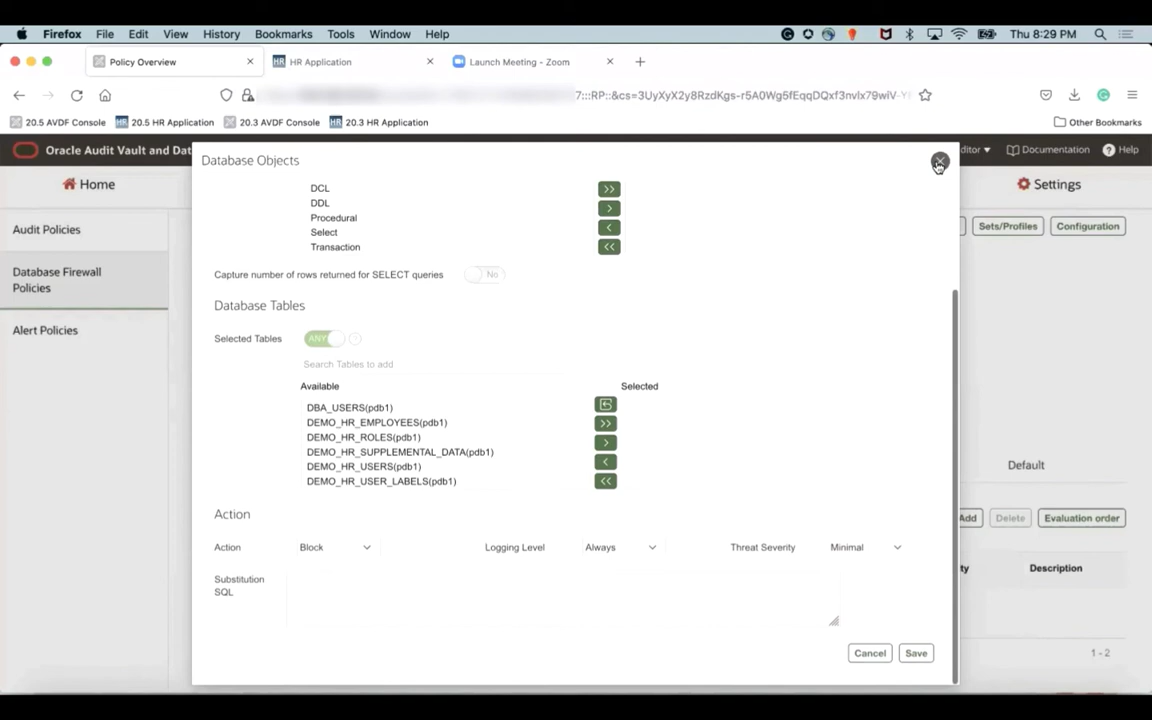 Firefox File Edit View History Bookmarks Tools Window Help Thu 8:29 PM
Policy Overview HR HR Application Launch Meeting - Zoom
20.5 AVDF Console HR 20.5 HR Application 20.3 AVDF Console HR 20.3 HR Application Other Bookmarks
Oracle Audit Vault and Dat ditor Documentation ? Help
Home Settings
Audit Policies
Database Firewall
Policies
Alert Policies
Sets/Profiles Configuration
Default
Add Delete Evaluation order
ty Description
1 - 2
Database Objects
DCL
DDL
Procedural
Select
Transaction
>>
>
<
<<
Capture number of rows returned for SELECT queries No
Database Tables
Selected Tables ANY ?
Search Tables to add
Available Selected
DBA_USERS(pdb1)
DEMO_HR_EMPLOYEES(pdb1)
DEMO_HR_ROLES(pdb1)
DEMO_HR_SUPPLEMENTAL_DATA(pdb1)
DEMO_HR_USERS(pdb1)
DEMO_HR_USER_LABELS(pdb1)
>>
>
<
<<
Action
Action Block Logging Level Always Threat Severity Minimal
Substitution
SQL
Cancel Save